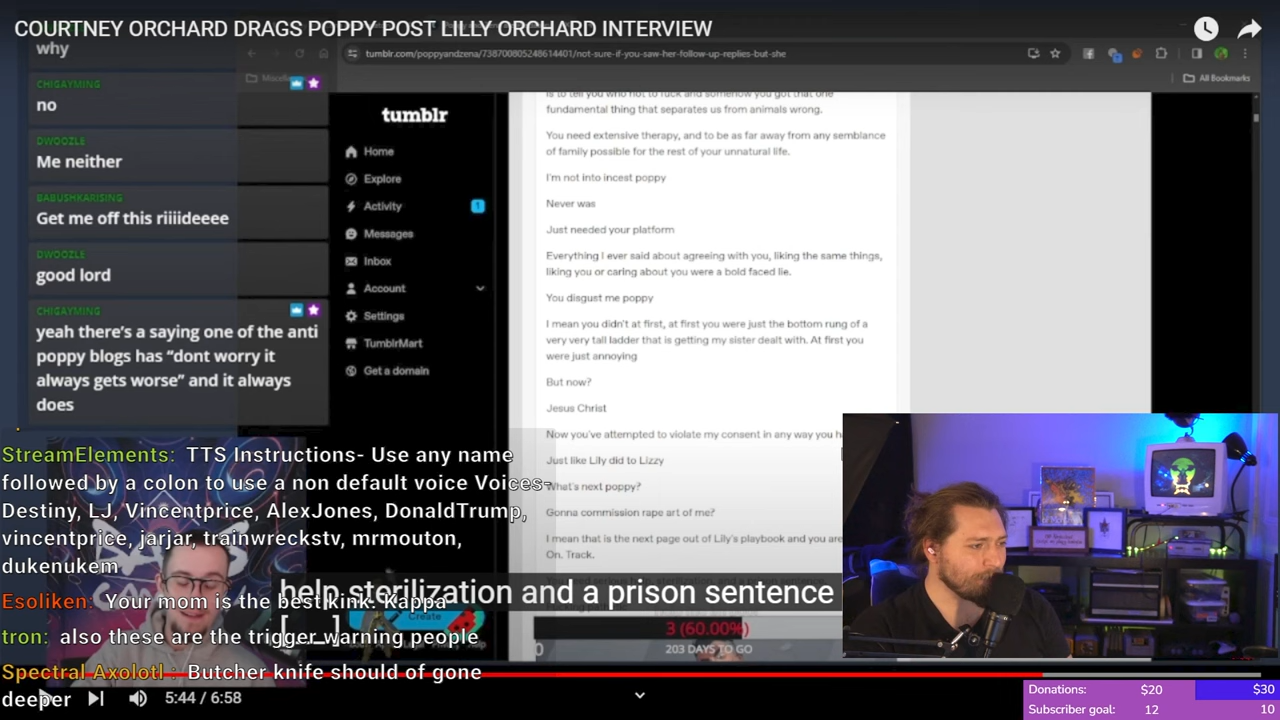 COURTNEY ORCHARD DRAGS POPPY POST LILLY ORCHARD INTERVIEW
tumblr.com/poppyandzena/738700805248614401/not-sure-if-you-saw-her-follow-up-replies-but-she
All Bookmarks
why
CHIGAYMING
no
DWOOZLE
Me neither
BABUSHKARISING
Get me off this riiiideeee
DWOOZLE
good lord
CHIGAYMING
yeah there's a saying one of the anti
poppy blogs has “dont worry it
always gets worse” and it always
does
tumblr
Home
Explore
Activity
1
Messages
Inbox
Account
Settings
TumblrMart
Get a domain
Create
is to tell you who not to fuck and somehow you got that one
fundamental thing that separates us from animals wrong.
You need extensive therapy, and to be as far away from any semblance
of family possible for the rest of your unnatural life.
I'm not into incest poppy
Never was
Just needed your platform
Everything I ever said about agreeing with you, liking the same things,
liking you or caring about you were a bold faced lie.
You disgust me poppy
I mean you didn't at first, at first you were just the bottom rung of a
very very tall ladder that is getting my sister dealt with. At first you
were just annoying
But now?
Jesus Christ
Now you've attempted to violate my consent in any way you h
Just like Lily did to Lizzy
What's next poppy?
Gonna commission rape art of me?
I mean that is the next page out of Lily's playbook and you are
On. Track.
StreamElements: TTS Instructions- Use any name
followed by a colon to use a non default voice Voices-
Destiny, LJ, Vincentprice, AlexJones, DonaldTrump,
vincentprice, jarjar, trainwreckstv, mrmouton,
dukenukem
Esoliken: Your mom is the best kink. Kappa
tron: also these are the trigger warning people
Spectral Axolotl : Butcher knife should of gone
deeper
help sterilization and a prison sentence
[ __ ]
3 (60.00%)
0
203 DAYS TO GO
5:44 / 6:58
Donations: $20 $30
Subscriber goal: 12 10